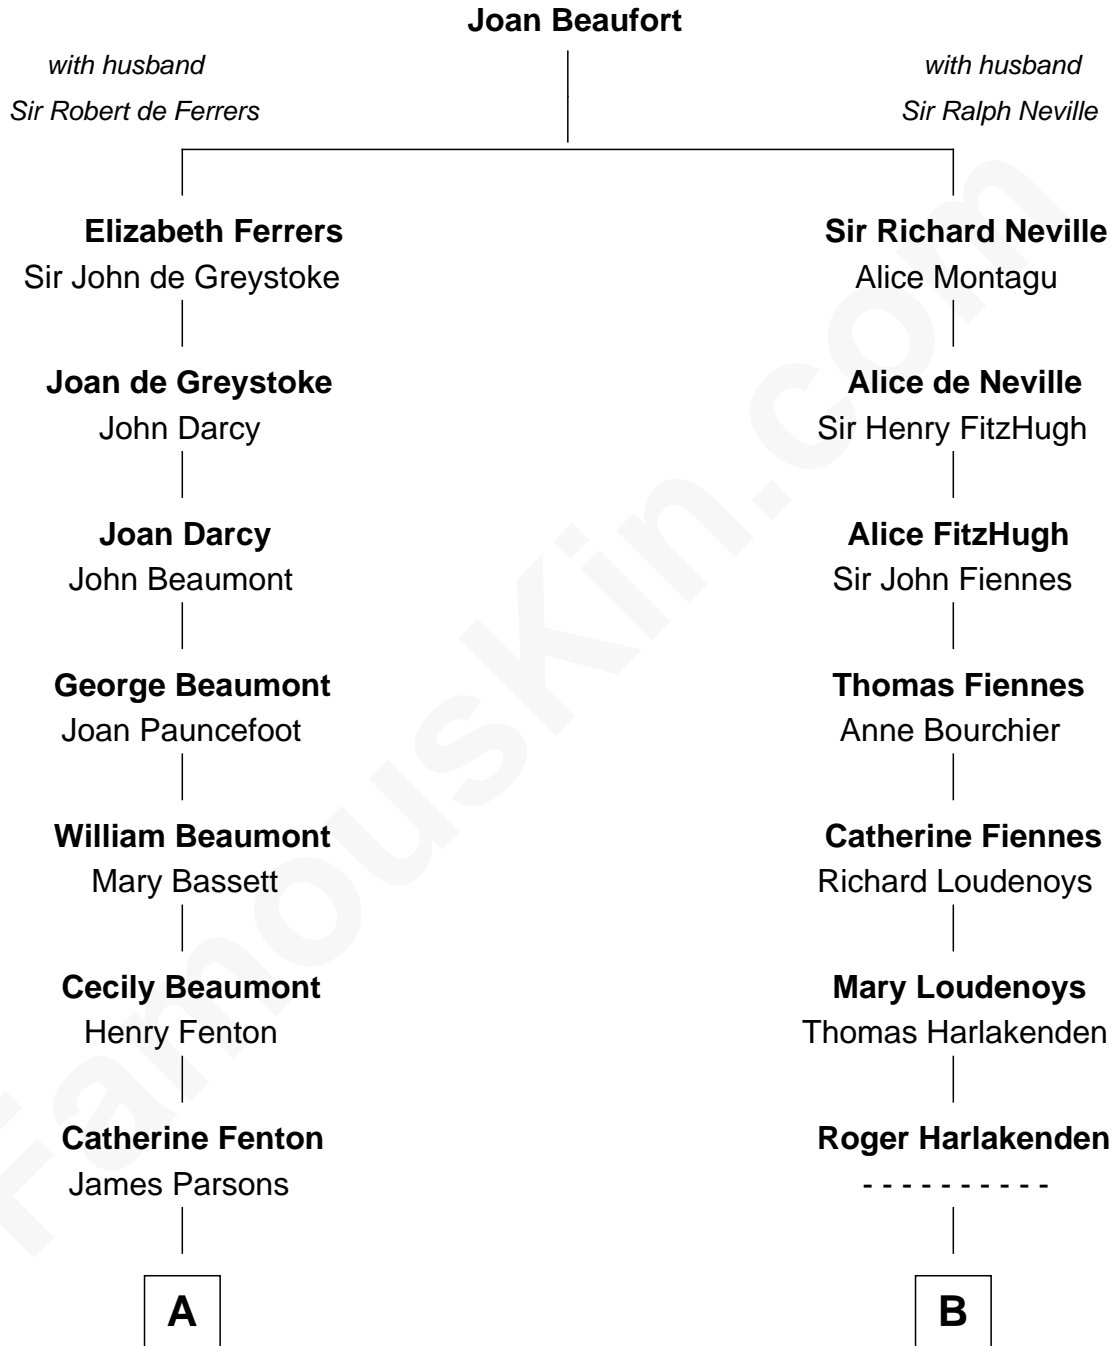 Joan Beaufort
with husband
Sir Robert de Ferrers
with husband
Sir Ralph Neville
Elizabeth Ferrers
Sir John de Greystoke
Sir Richard Neville
Alice Montagu
Joan de Greystoke
John Darcy
Alice de Neville
Sir Henry FitzHugh
Joan Darcy
John Beaumont
Alice FitzHugh
Sir John Fiennes
George Beaumont
Joan Pauncefoot
Thomas Fiennes
Anne Bourchier
William Beaumont
Mary Bassett
Catherine Fiennes
Richard Loudenoys
Cecily Beaumont
Henry Fenton
Mary Loudenoys
Thomas Harlakenden
Catherine Fenton
James Parsons
Roger Harlakenden
- - - - - - - - - -
A
B
FamousKin.com